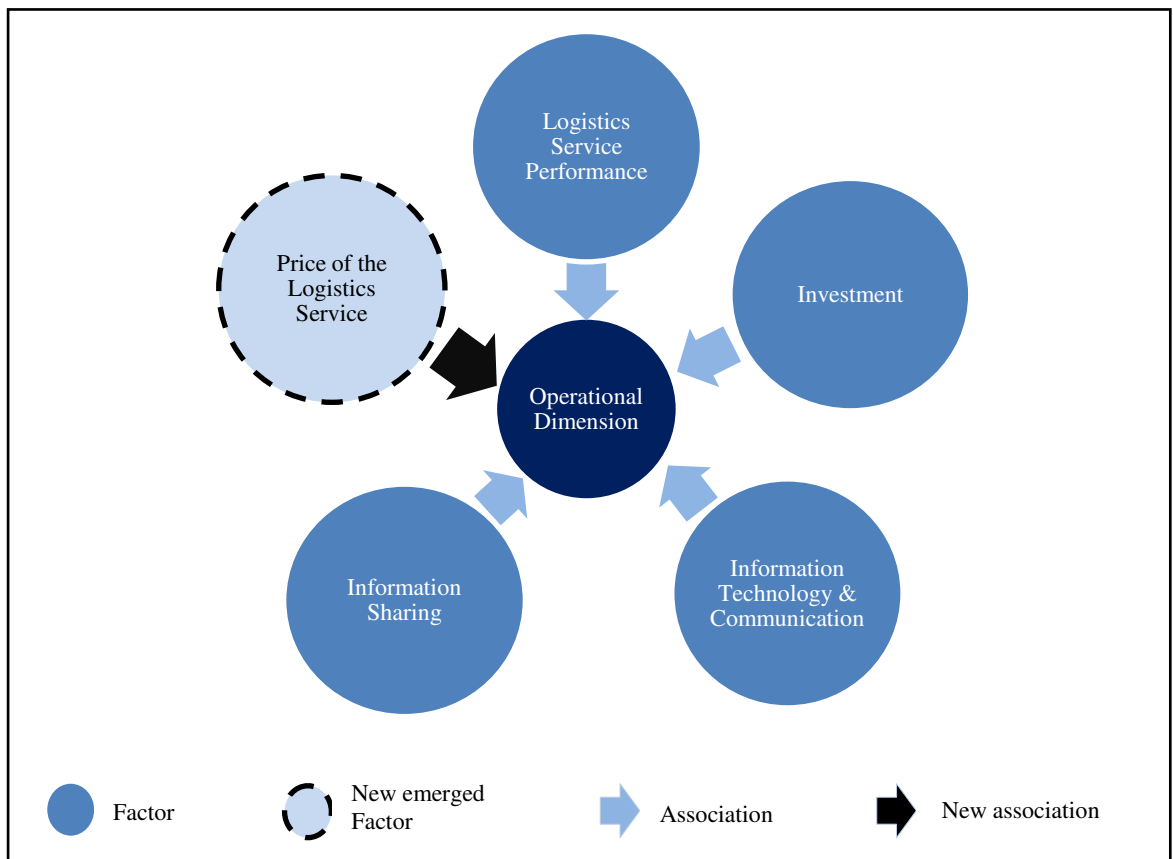 Logistics
Service
Performance
Price of the
Logistics
Service
Investment
Operational
Dimension
Information
Sharing
Information
Technology &
Communication
Factor
New emerged
Factor
Association
New association